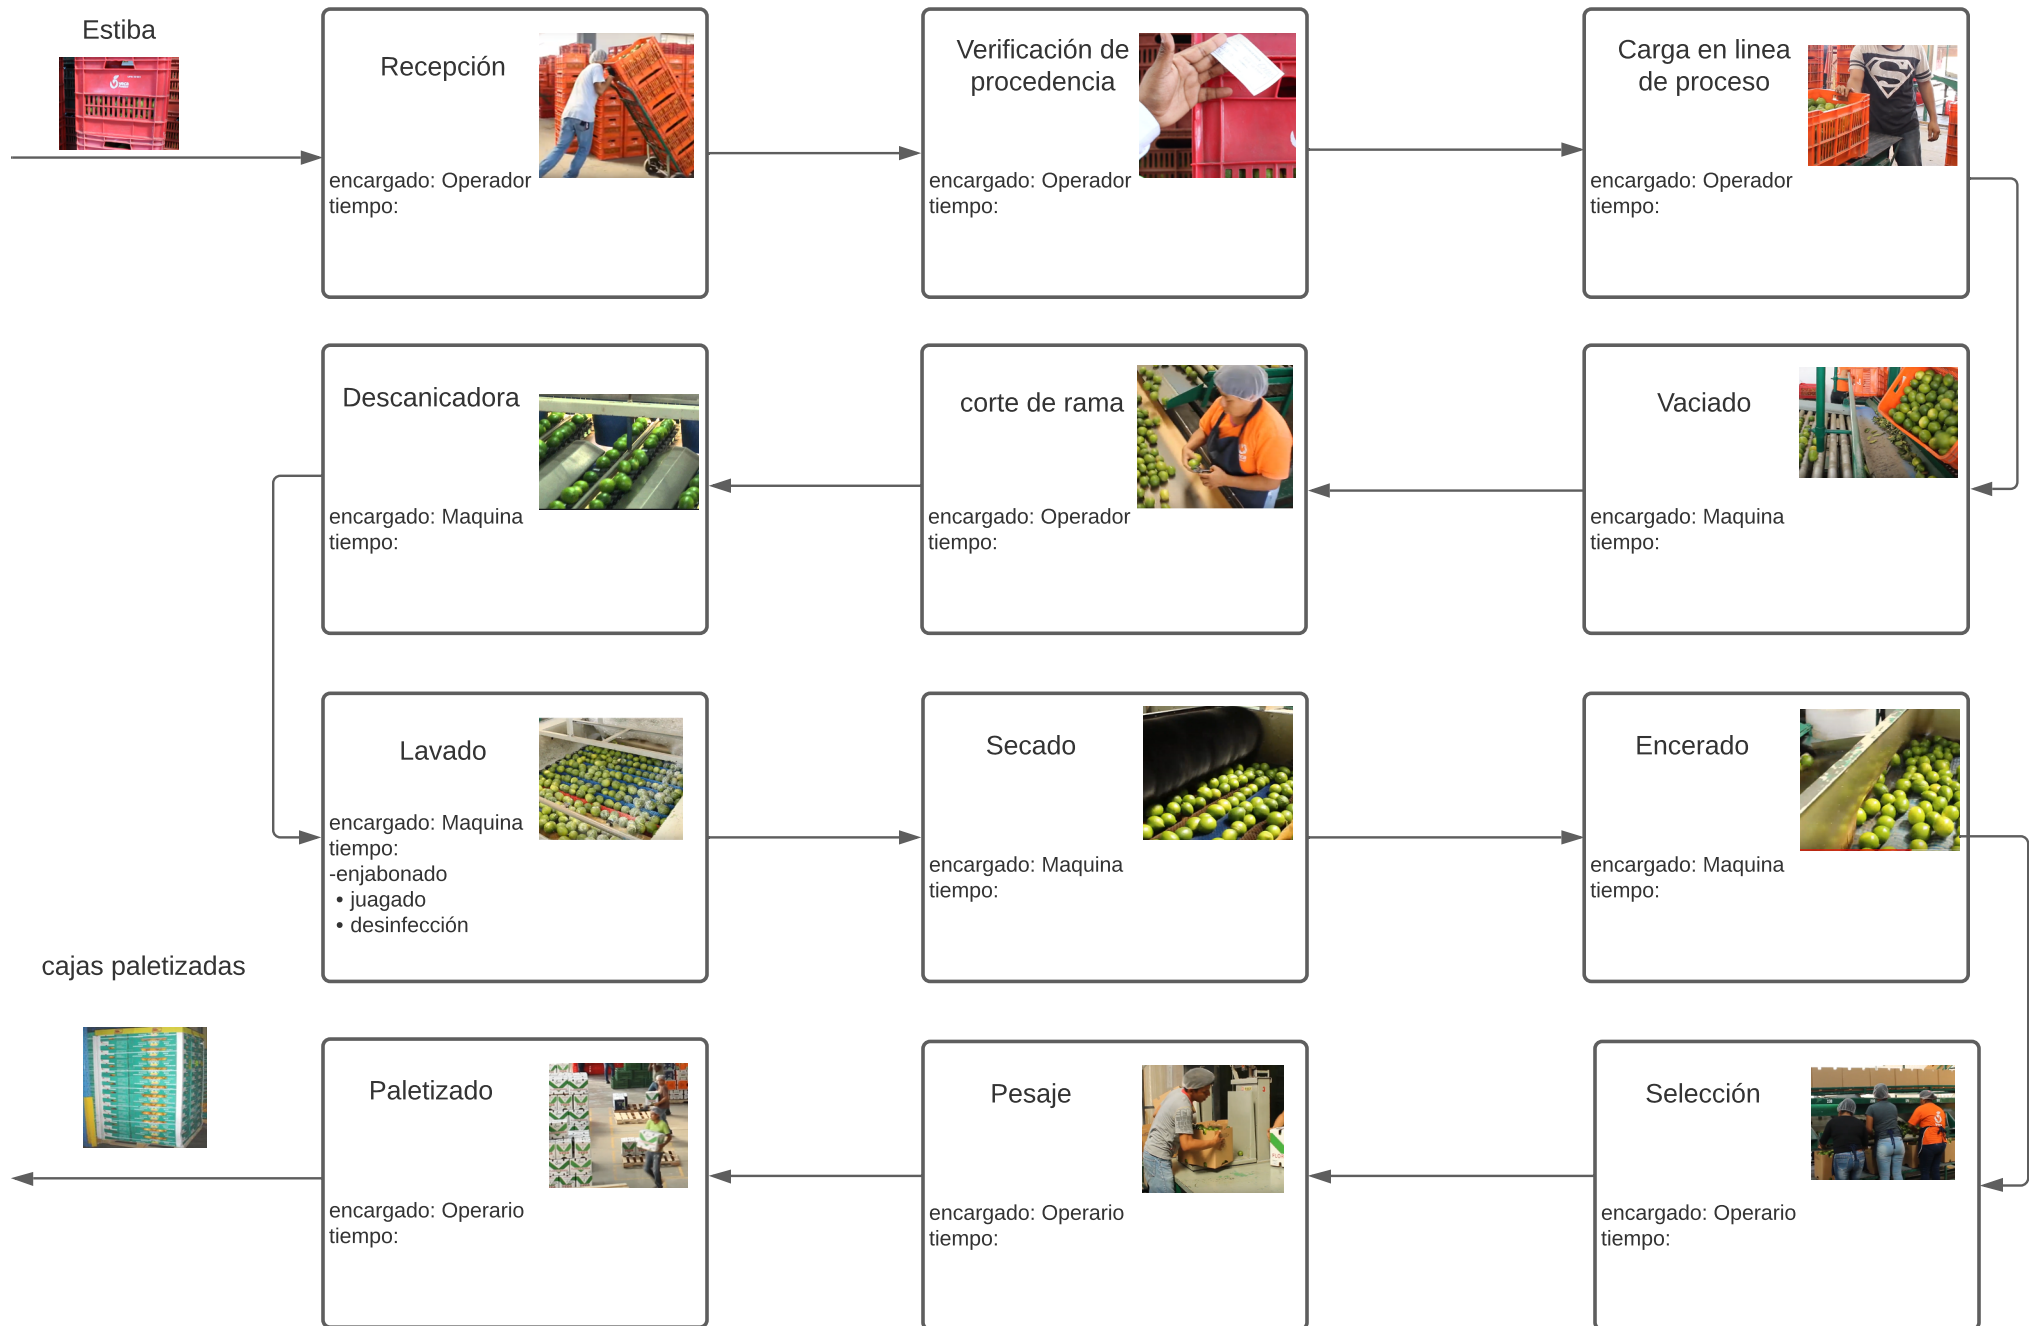 Estiba
Recepción
encargado: Operador
tiempo:
Verificación de
procedencia
encargado: Operador
tiempo:
Carga en linea
de proceso
encargado: Operador
tiempo:
Descanicadora
encargado: Maquina
tiempo:
corte de rama
encargado: Operador
tiempo:
Vaciado
encargado: Maquina
tiempo:
Lavado
encargado: Maquina
tiempo:
-enjabonado
• juagado
• desinfección
Secado
encargado: Maquina
tiempo:
Encerado
encargado: Maquina
tiempo:
cajas paletizadas
Paletizado
encargado: Operario
tiempo:
Pesaje
encargado: Operario
tiempo:
Selección
encargado: Operario
tiempo: